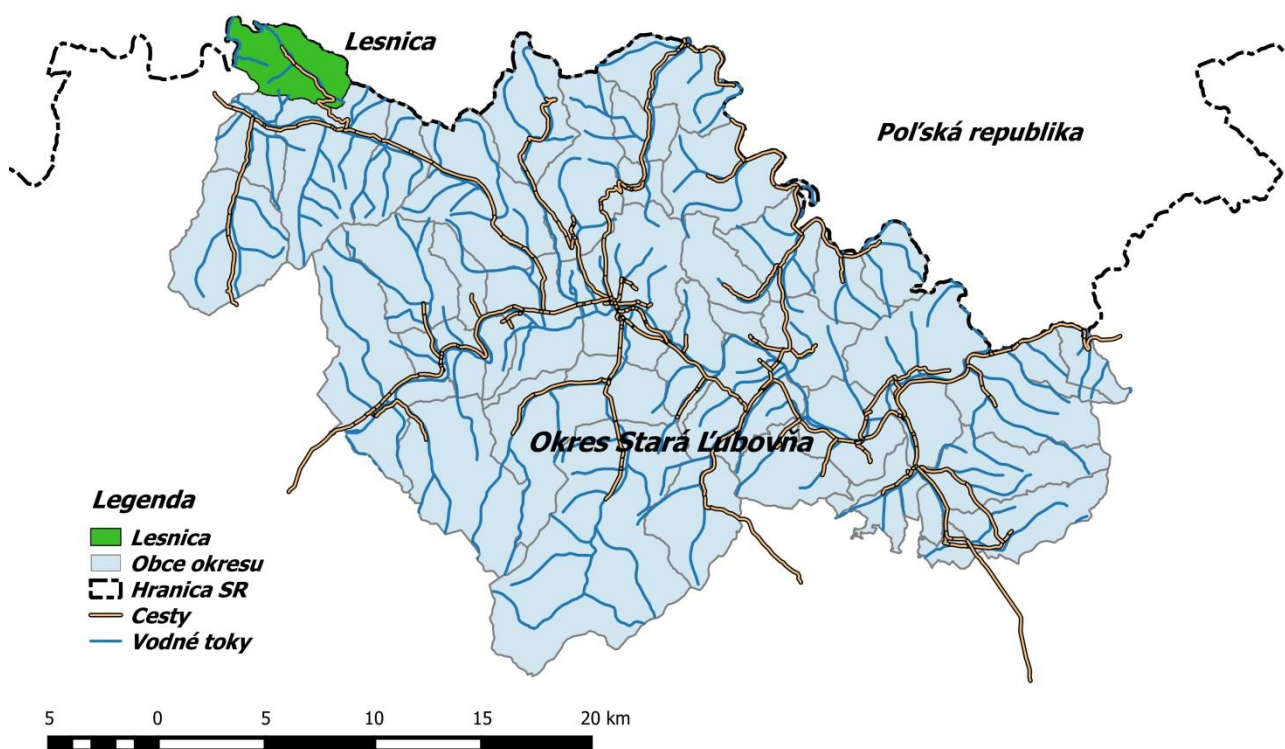 Lesnica
Poľská republika
Okres Stará Ľubovňa
Legenda
Lesnica
Obce okresu
Hranica SR
Cesty
Vodné toky
5 0 5 10 15 20 km